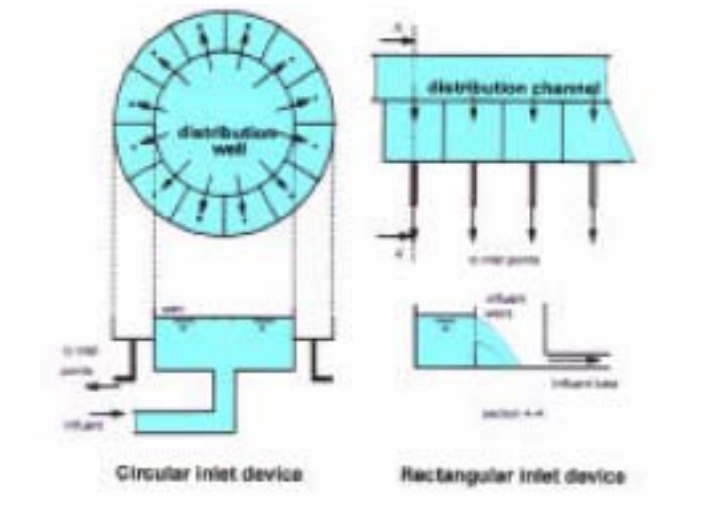 distribution
well
weir
to inlet
points
influent
Circular inlet device
A
distribution channel
A
to inlet points
influent
weirs
influent tube
section A-A
Rectangular inlet device